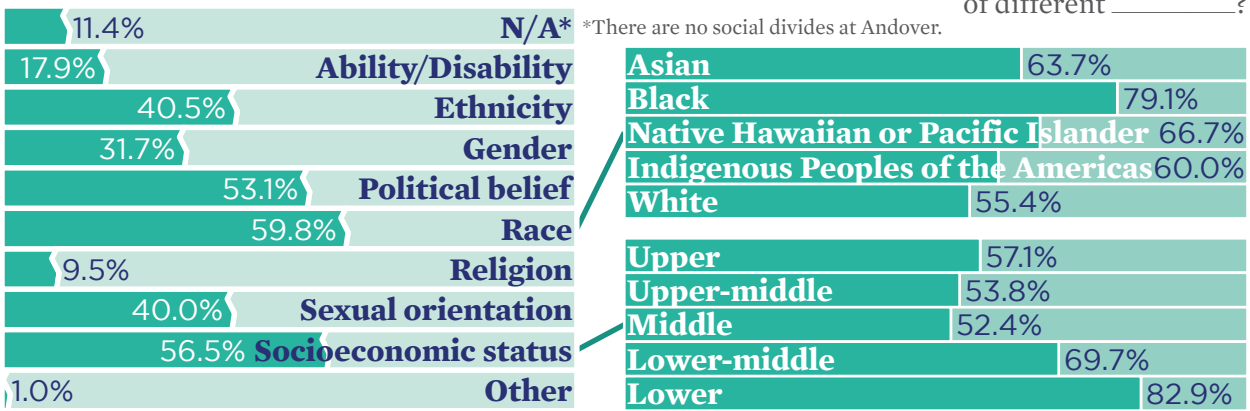 of different ________?
11.4% N/A* *There are no social divides at Andover.
17.9% Ability/Disability
40.5% Ethnicity
31.7% Gender
53.1% Political belief
59.8% Race
9.5% Religion
40.0% Sexual orientation
56.5% Socioeconomic status
1.0% Other
Asian 63.7%
Black 79.1%
Native Hawaiian or Pacific Islander 66.7%
Indigenous Peoples of the Americas 60.0%
White 55.4%
Upper 57.1%
Upper-middle 53.8%
Middle 52.4%
Lower-middle 69.7%
Lower 82.9%